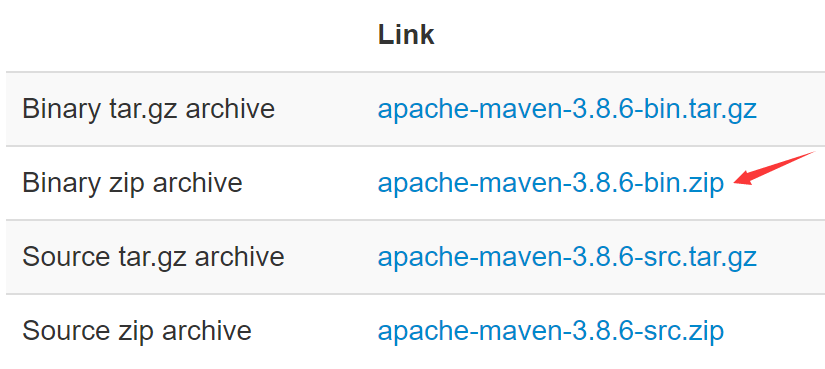 Link
Binary tar.gz archive apache-maven-3.8.6-bin.tar.gz
Binary zip archive apache-maven-3.8.6-bin.zip
Source tar.gz archive apache-maven-3.8.6-src.tar.gz
Source zip archive apache-maven-3.8.6-src.zip